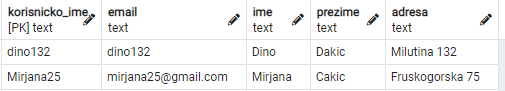 korisnicko_ime email ime prezime adresa
[PK] text text text text text
dino132 dino132 Dino Dakic Milutina 132
Mirjana25 mirjana25@gmail.com Mirjana Cakic Fruskogorska 75